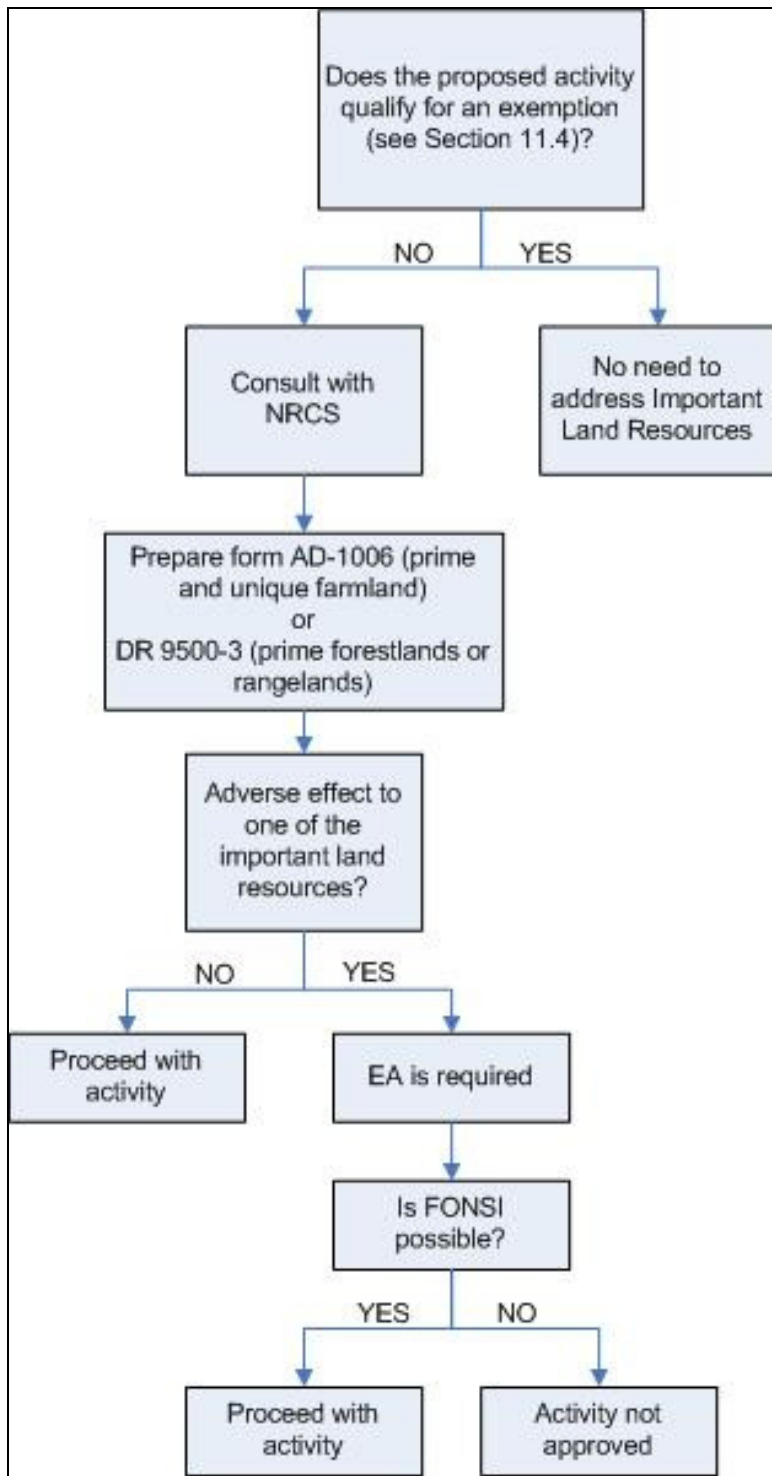 Does the proposed activity
qualify for an exemption
(see Section 11.4)?
NO
YES
Consult with
NRCS
No need to
address Important
Land Resources
Prepare form AD-1006 (prime
and unique farmland)
or
DR 9500-3 (prime forestlands or
rangelands)
Adverse effect to
one of the
important land
resources?
NO
YES
Proceed with
activity
EA is required
Is FONSI
possible?
YES
NO
Proceed with
activity
Activity not
approved